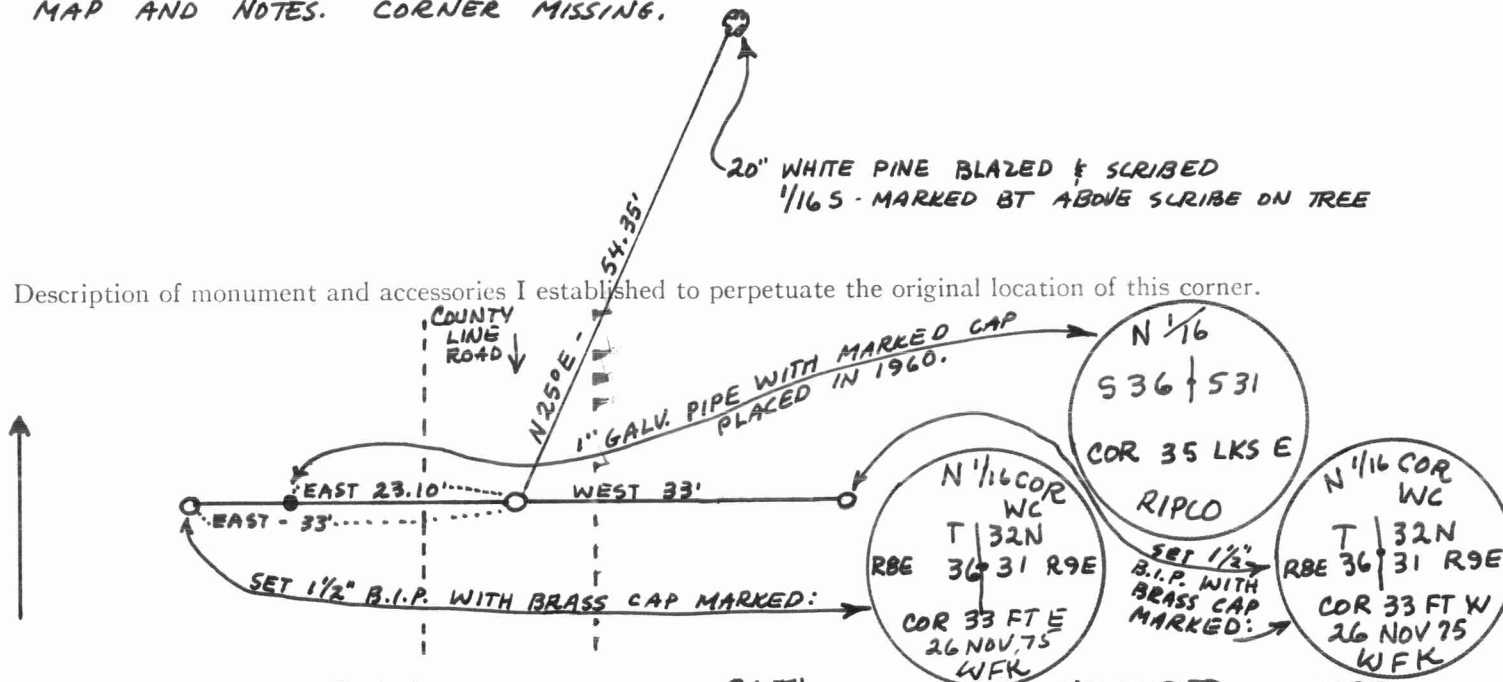 MAP AND NOTES. CORNER MISSING.
20" WHITE PINE BLAZED & SCRIBED
1/16 S - MARKED BT ABOVE SCRIBE ON TREE
N 25° E - 54.35'
Description of monument and accessories I established to perpetuate the original location of this corner.
COUNTY
LINE
ROAD
1" GALV. PIPE WITH MARKED CAP
PLACED IN 1960.
N 1/16
S 36 S 31
COR 35 LKS E
RIPCO
EAST 23.10'
WEST 33'
EAST - 33'
SET 1 1/2" B.I.P. WITH BRASS CAP MARKED:
N 1/16 COR
WC
T 32N
R8E 36 31 R9E
COR 33 FT E
26 NOV, 75
WFK
SET 1 1/2"
B.I.P. WITH
BRASS CAP
MARKED:
N 1/16 COR
WC
T 32N
R8E 36 31 R9E
COR 33 FT W
26 NOV 75
WFK